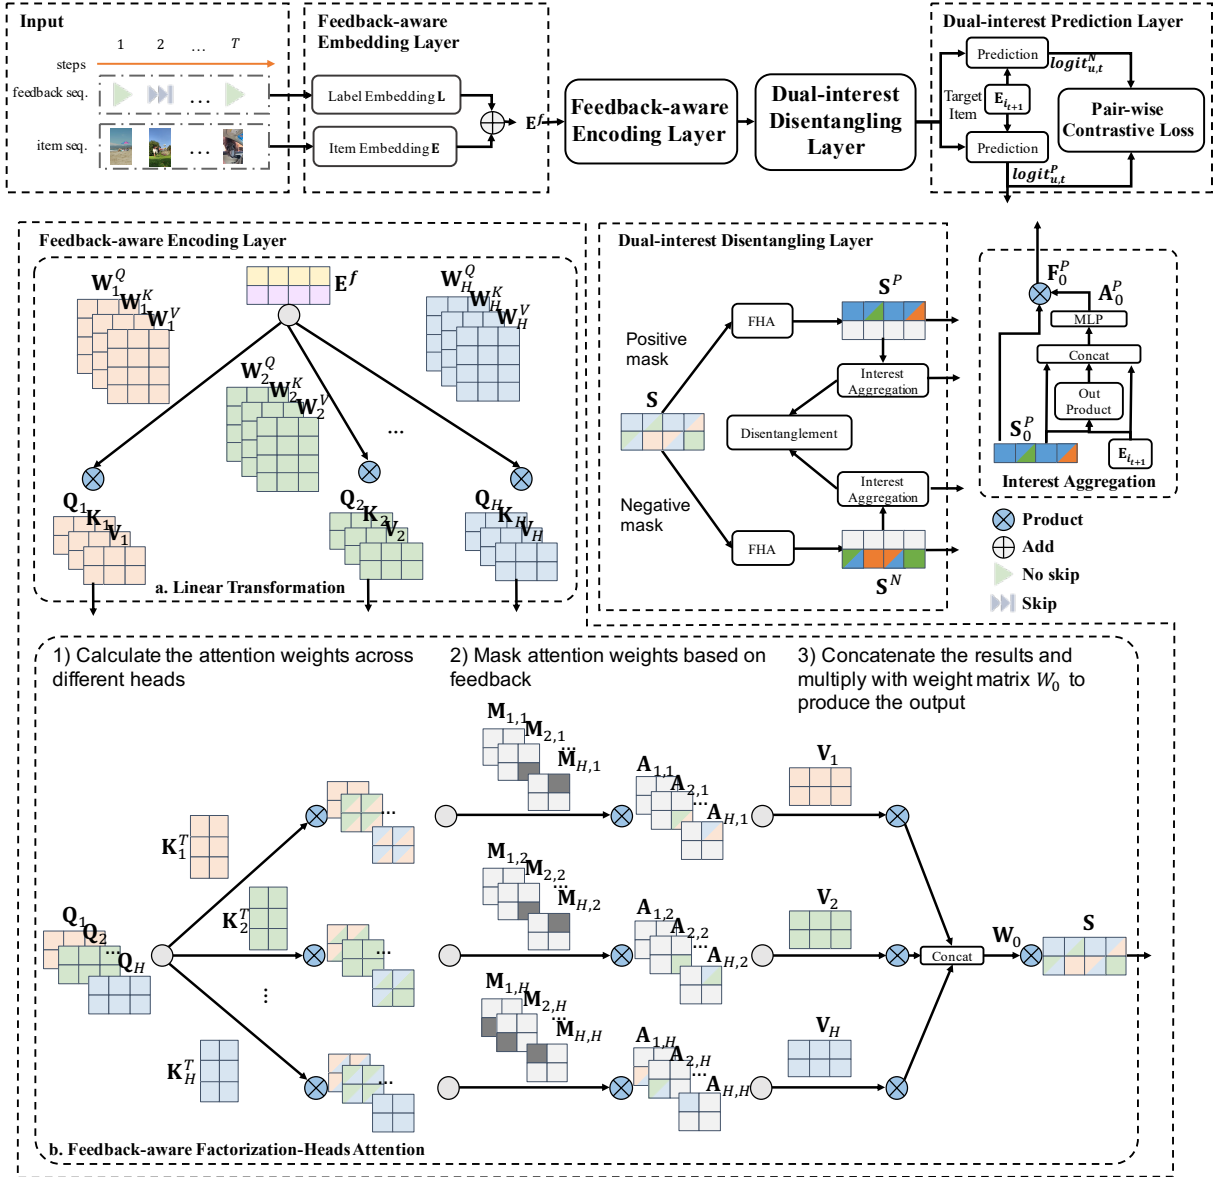 Input
1 2 ... T
steps
feedback seq.
...
item seq.
...
Feedback-aware
Embedding Layer
Label Embedding L
Item Embedding E
E^f
Feedback-aware
Encoding Layer
Dual-interest
Disentangling
Layer
Dual-interest Prediction Layer
Prediction
logit_{u,t}^N
Target
Item
E_{i_{t+1}}
Prediction
logit_{u,t}^P
Pair-wise
Contrastive Loss
Feedback-aware Encoding Layer
W_1^Q
W_1^K
W_1^V
E^f
W_H^Q
W_H^K
W_H^V
W_2^Q
W_2^K
W_2^V
...
Q_1
K_1
V_1
Q_2
K_2
V_2
Q_H
K_H
V_H
a. Linear Transformation
Dual-interest Disentangling Layer
S^P
FHA
Positive
mask
Interest
Aggregation
S
Disentanglement
Negative
mask
Interest
Aggregation
FHA
S^N
F_0^P
A_0^P
MLP
Concat
Out
Product
S_0^P
E_{i_{t+1}}
Interest Aggregation
Product
Add
No skip
Skip
1) Calculate the attention weights across
different heads
2) Mask attention weights based on
feedback
3) Concatenate the results and
multiply with weight matrix W_0 to
produce the output
M_{1,1}
M_{2,1}
...
M_{H,1}
A_{1,1}
A_{2,1}
...
A_{H,1}
V_1
...
K_1^T
M_{1,2}
M_{2,2}
...
M_{H,2}
A_{1,2}
A_{2,2}
...
A_{H,2}
V_2
K_2^T
...
Q_1
Q_2
...
Q_H
Concat
W_0
S
⋮
M_{1,H}
M_{2,H}
...
M_{H,H}
A_{1,H}
A_{2,H}
...
A_{H,H}
V_H
K_H^T
...
b. Feedback-aware Factorization-Heads Attention